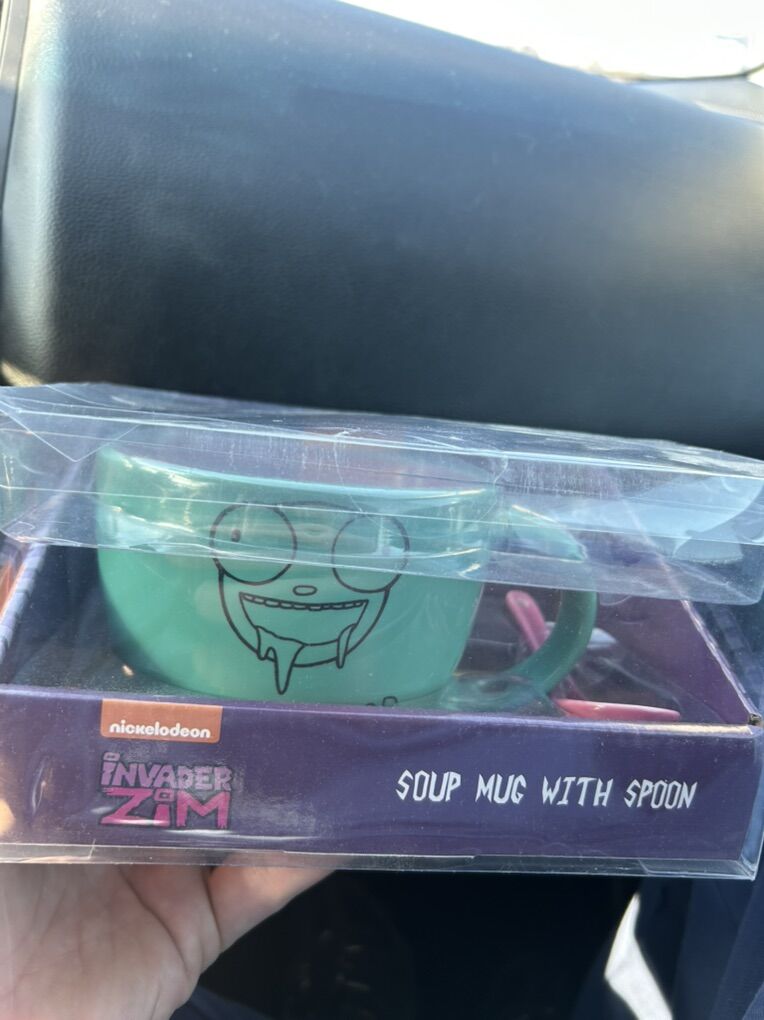 nickelodeon
INVADER
ZiM
SOUP MUG WITH SPOON